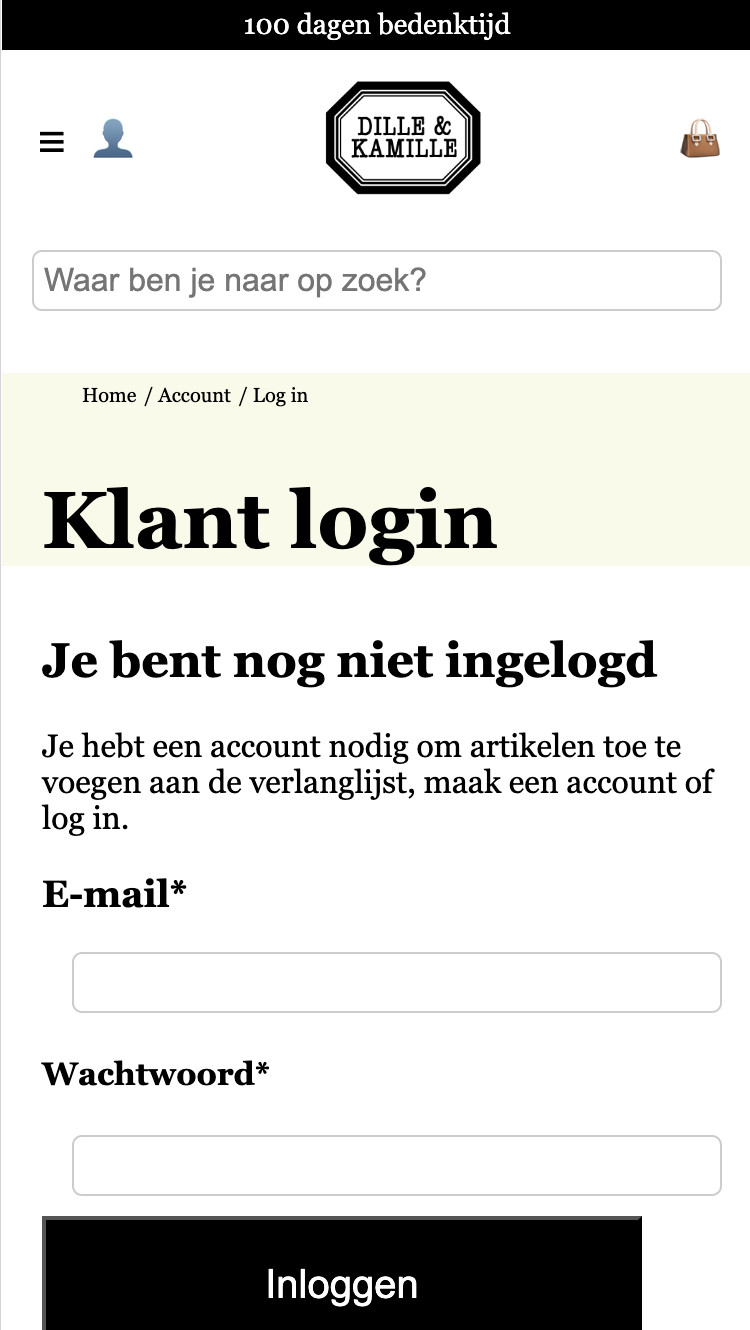 100 dagen bedenktijd
DILLE &
KAMILLE
Waar ben je naar op zoek?
Home / Account / Log in
Klant login
Je bent nog niet ingelogd
Je hebt een account nodig om artikelen toe te
voegen aan de verlanglijst, maak een account of
log in.
E-mail*
Wachtwoord*
Inloggen